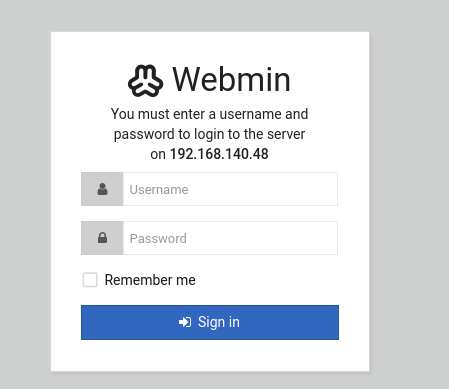 Webmin
You must enter a username and
password to login to the server
on 192.168.140.48
Username
Password
Remember me
Sign in